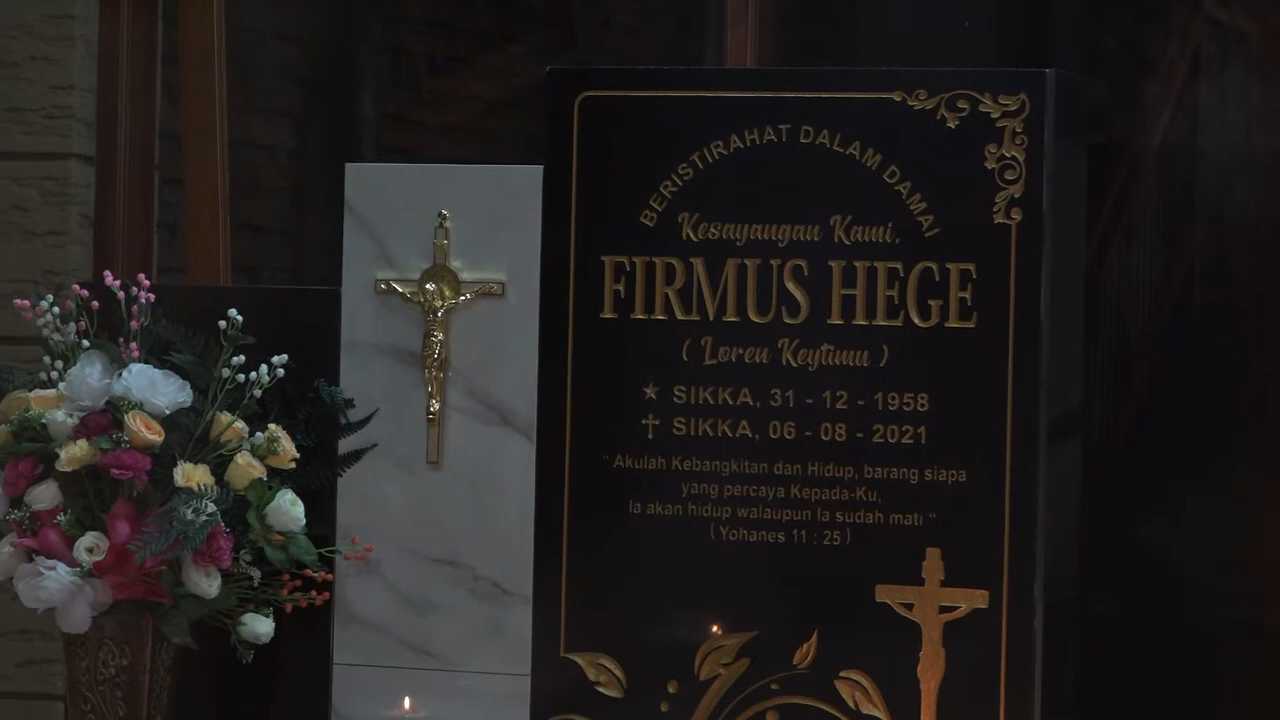 BERISTIRAHAT DALAM DAMAI
Kesayangan Kami,
FIRMUS HEGE
( Loren Keytimu )
★ SIKKA, 31 - 12 - 1958
✝ SIKKA, 06 - 08 - 2021
" Akulah Kebangkitan dan Hidup, barang siapa
yang percaya Kepada-Ku,
Ia akan hidup walaupun Ia sudah mati "
( Yohanes 11 : 25 )